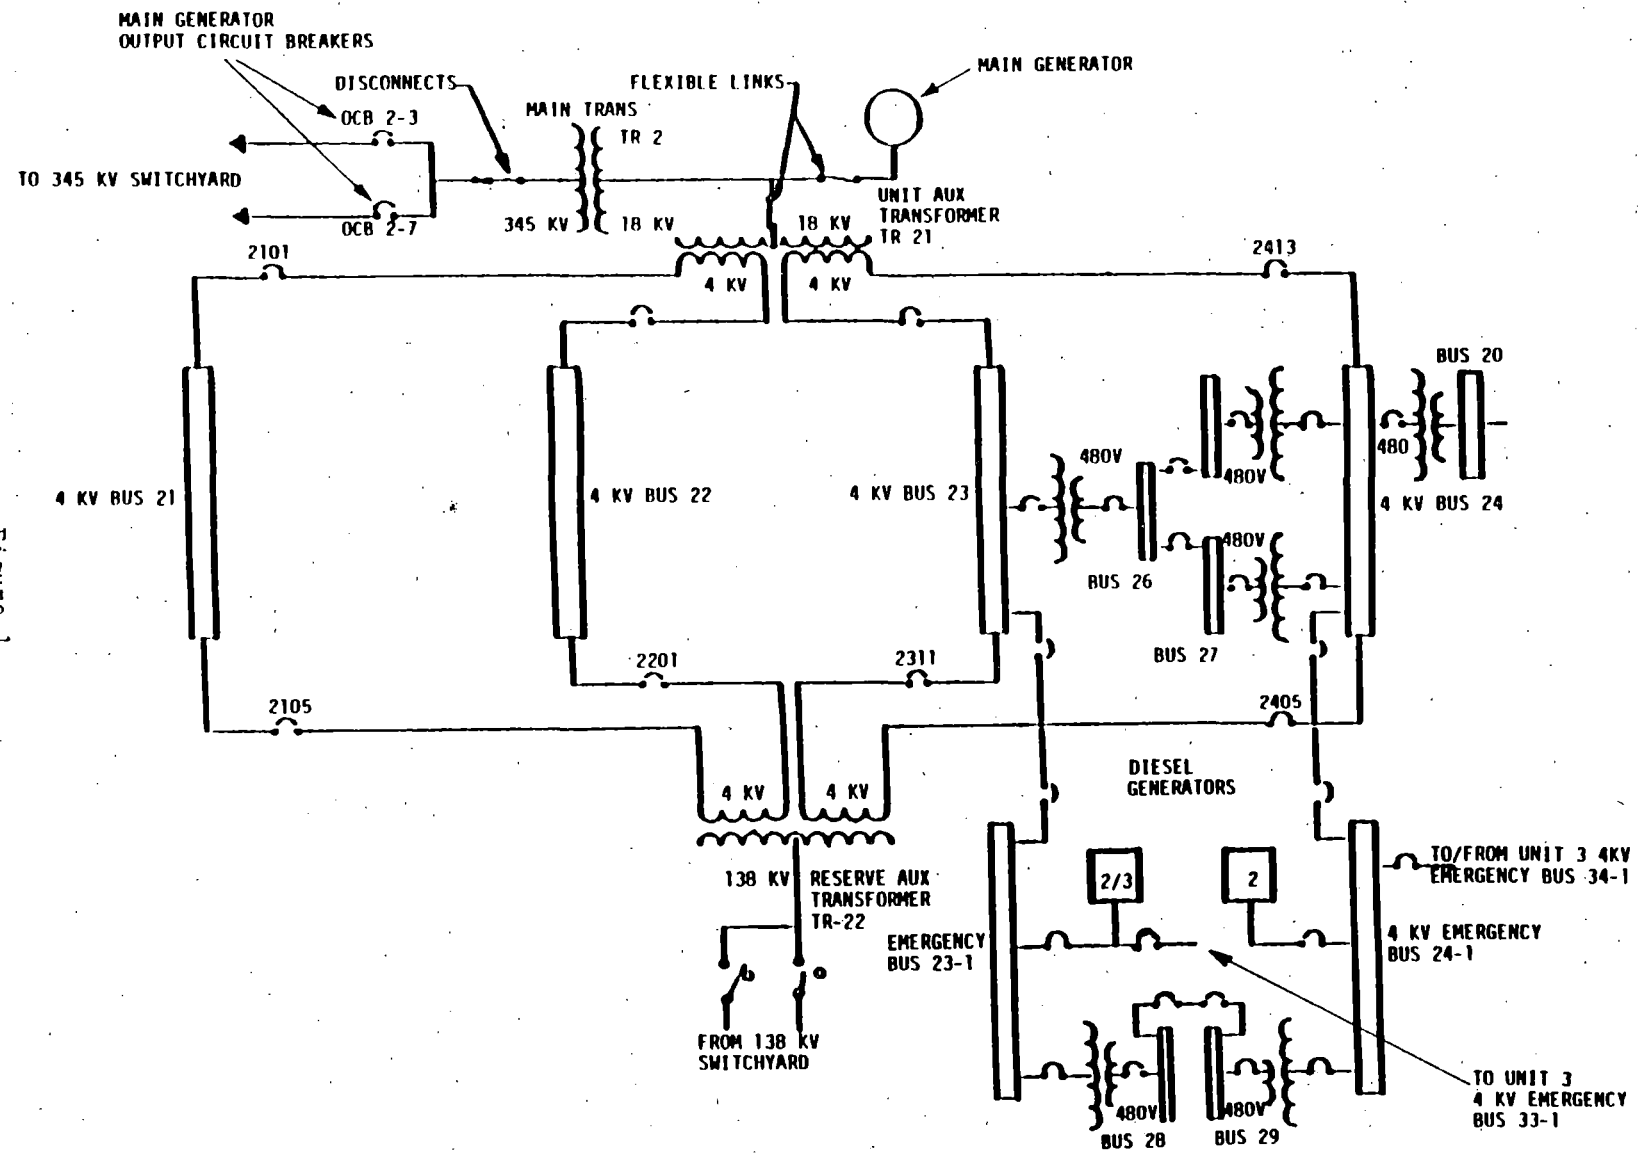 MAIN GENERATOR
OUTPUT CIRCUIT BREAKERS
DISCONNECTS
FLEXIBLE LINKS
MAIN GENERATOR
OCB 2-3
MAIN TRANS
TR 2
TO 345 KV SWITCHYARD
OCB 2-7
345 KV
18 KV
18 KV
UNIT AUX
TRANSFORMER
TR 21
2101
2413
4 KV
4 KV
BUS 20
480V
480V
480
4 KV BUS 21
4 KV BUS 22
4 KV BUS 23
4 KV BUS 24
480V
BUS 26
BUS 27
2201
2311
2105
2405
DIESEL
GENERATORS
4 KV
4 KV
138 KV
RESERVE AUX
TRANSFORMER
TR-22
2/3
2
TO/FROM UNIT 3 4KV
EMERGENCY BUS 34-1
EMERGENCY
BUS 23-1
4 KV EMERGENCY
BUS 24-1
FROM 138 KV
SWITCHYARD
480V
480V
BUS 28
BUS 29
TO UNIT 3
4 KV EMERGENCY
BUS 33-1